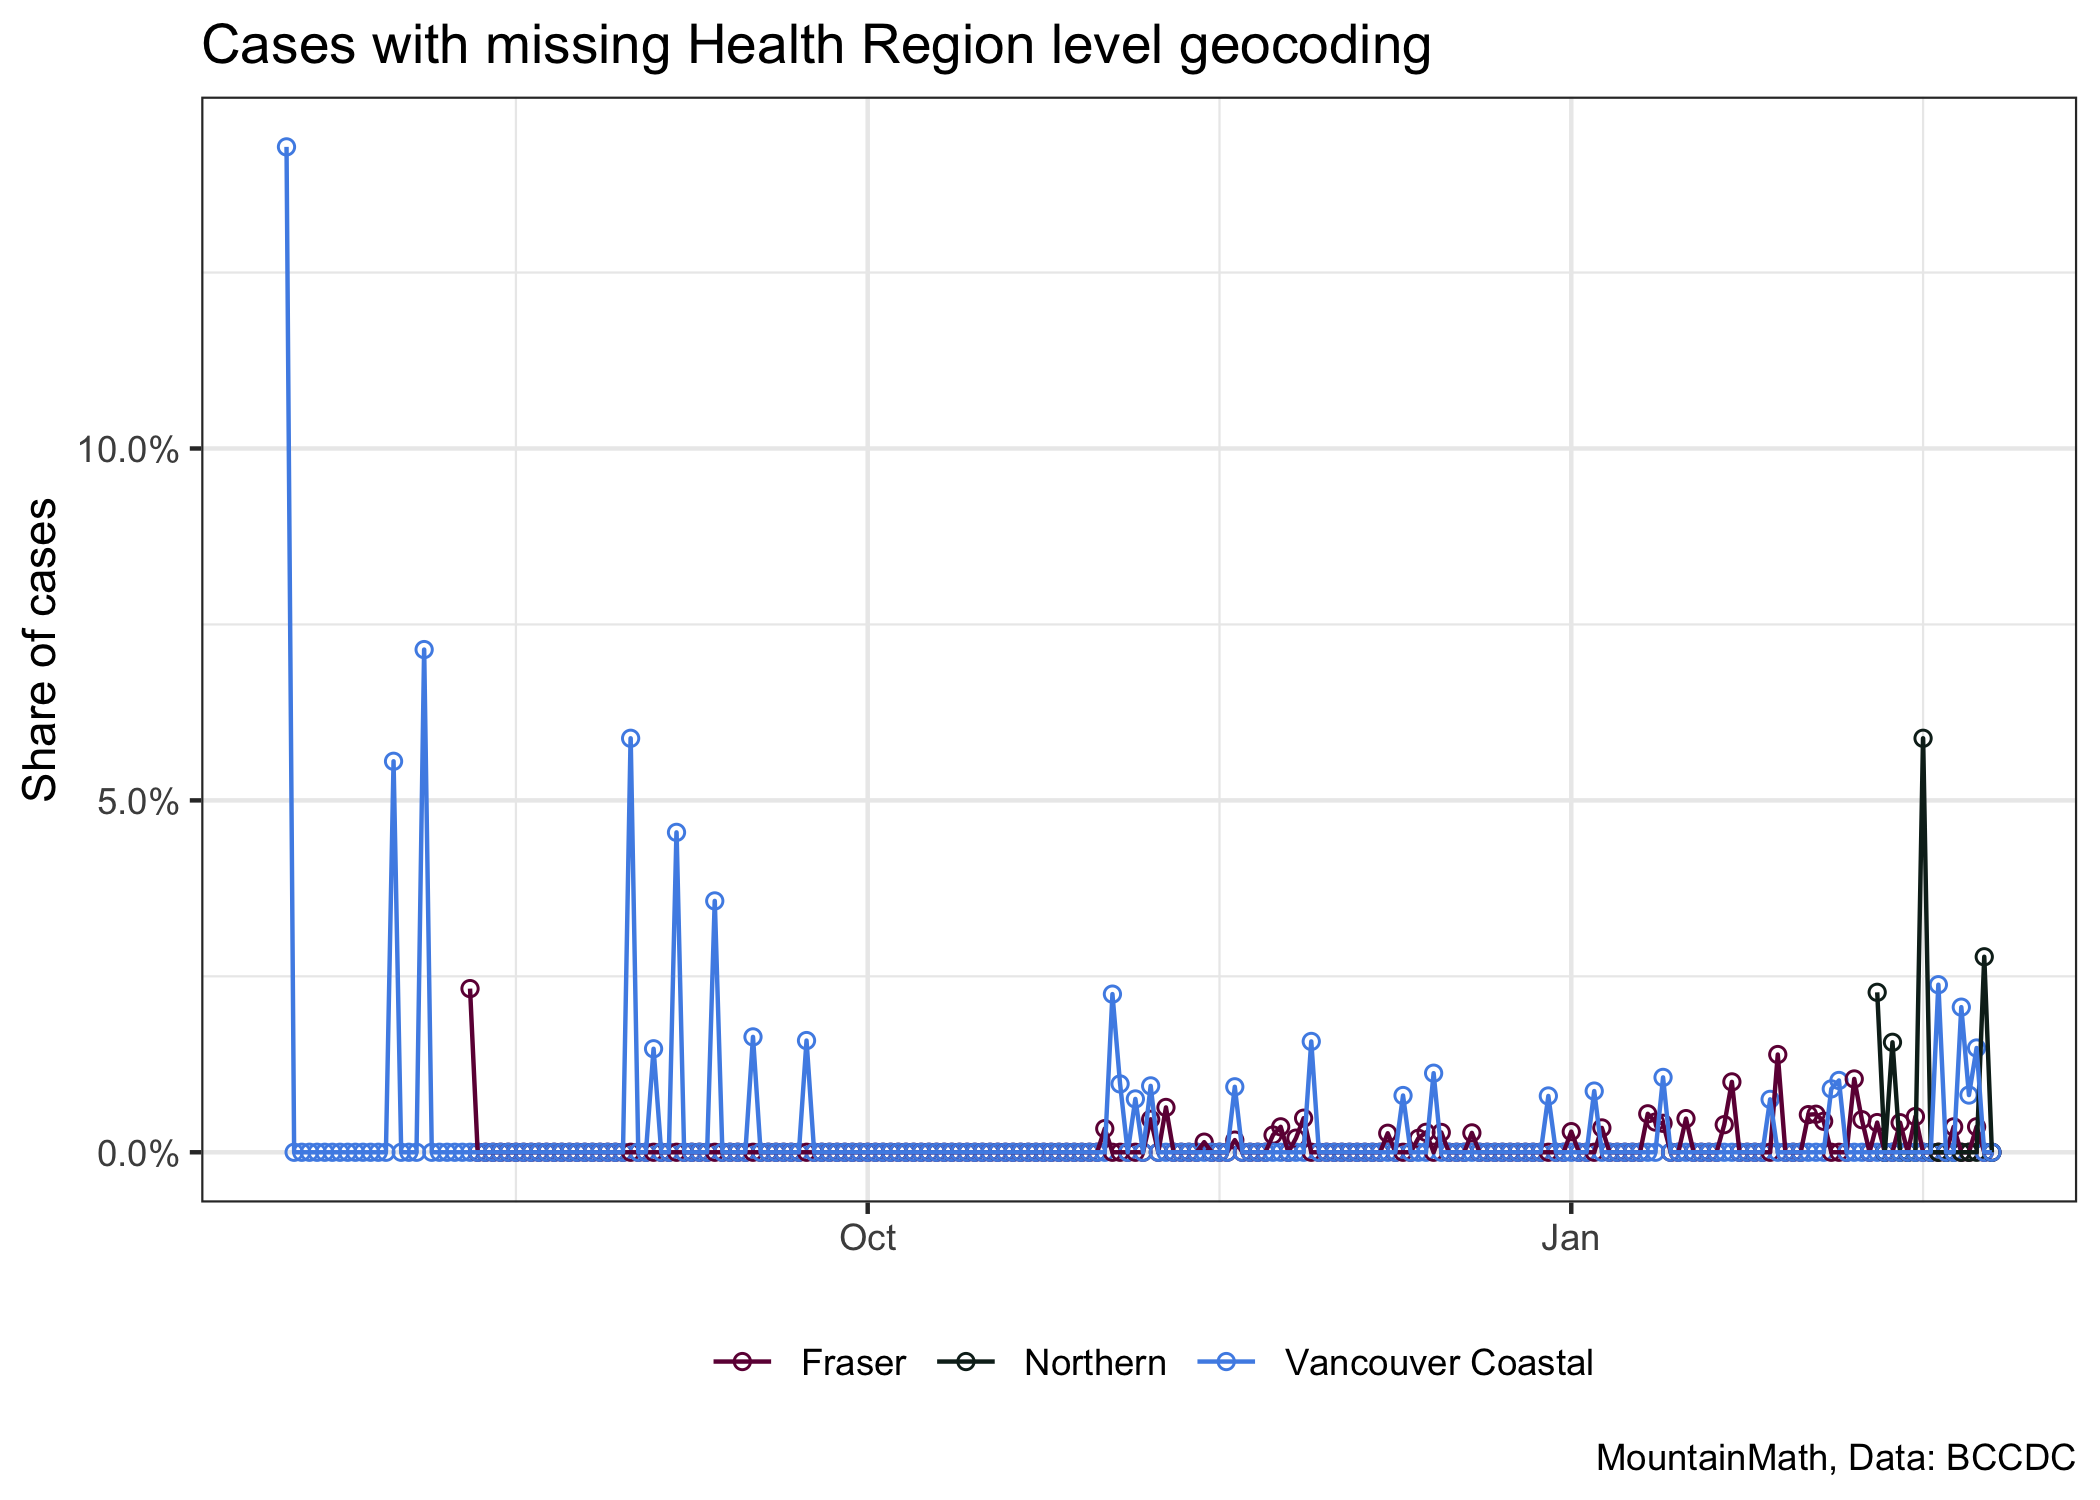 Cases with missing Health Region level geocoding
Share of cases
10.0%
5.0%
0.0%
Oct
Jan
Fraser
Northern
Vancouver Coastal
MountainMath, Data: BCCDC